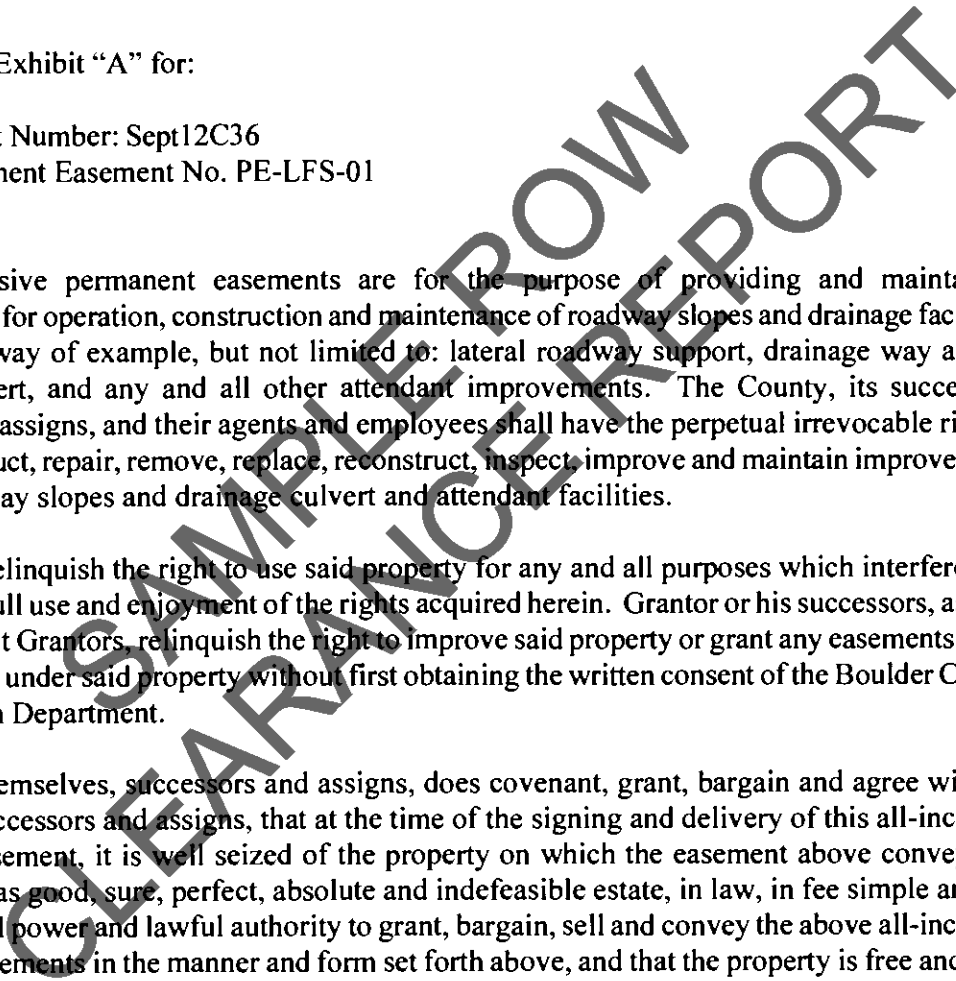 Exhibit “A” for:
t Number: Sept12C36
nent Easement No. PE-LFS-01
sive permanent easements are for the purpose of providing and mainta
for operation, construction and maintenance of roadway slopes and drainage fac
way of example, but not limited to: lateral roadway support, drainage way a
ert, and any and all other attendant improvements. The County, its succe
assigns, and their agents and employees shall have the perpetual irrevocable ri
uct, repair, remove, replace, reconstruct, inspect, improve and maintain improve
ay slopes and drainage culvert and attendant facilities.
elinquish the right to use said property for any and all purposes which interfere
ull use and enjoyment of the rights acquired herein. Grantor or his successors, a
t Grantors, relinquish the right to improve said property or grant any easements
under said property without first obtaining the written consent of the Boulder C
n Department.
emselves, successors and assigns, does covenant, grant, bargain and agree wi
ccessors and assigns, that at the time of the signing and delivery of this all-inc
sement, it is well seized of the property on which the easement above conve
as good, sure, perfect, absolute and indefeasible estate, in law, in fee simple an
l power and lawful authority to grant, bargain, sell and convey the above all-inc
ements in the manner and form set forth above, and that the property is free and
SAMPLE ROW
CLEARANCE REPORT